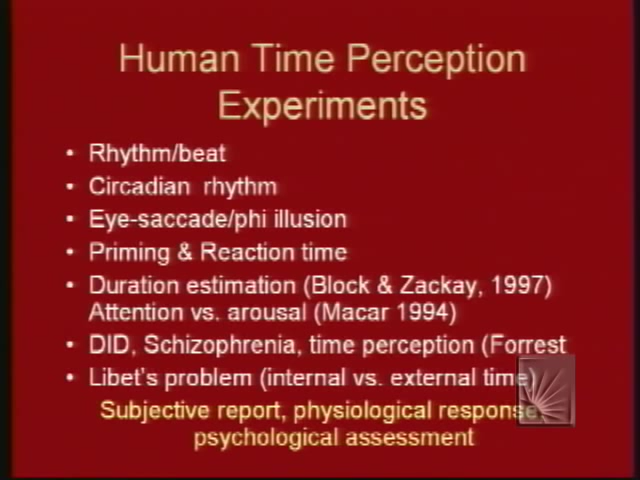 Human Time Perception
Experiments
• Rhythm/beat
• Circadian rhythm
• Eye-saccade/phi illusion
• Priming & Reaction time
• Duration estimation (Block & Zackay, 1997)
Attention vs. arousal (Macar 1994)
• DID, Schizophrenia, time perception (Forrest
• Libet's problem (internal vs. external time)
Subjective report, physiological response,
psychological assessment